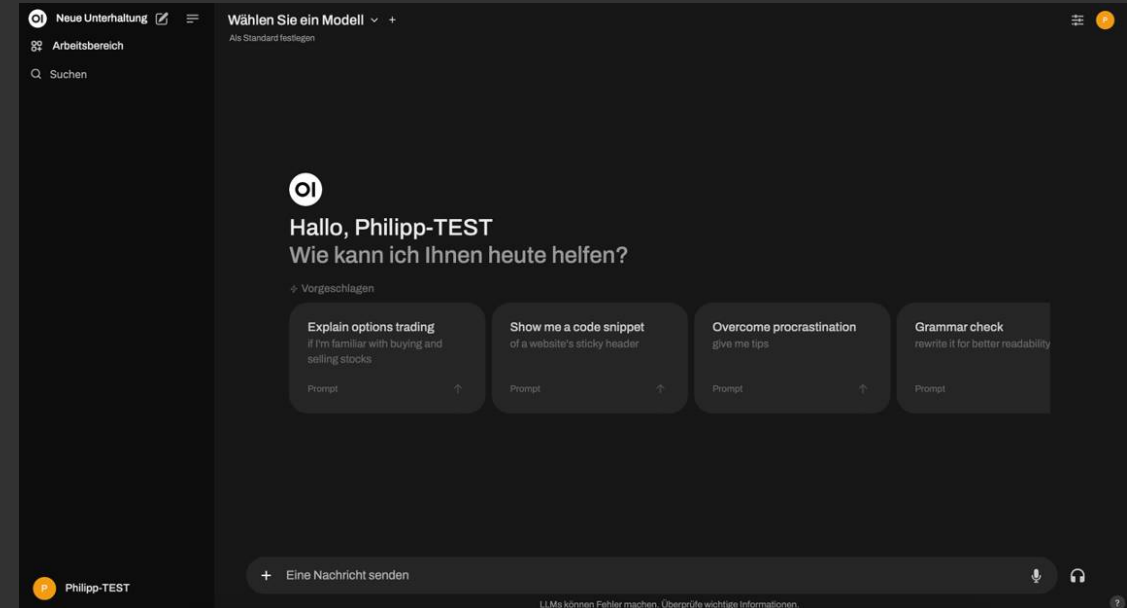 OI Neue Unterhaltung
Arbeitsbereich
Suchen
Wählen Sie ein Modell +
Als Standard festlegen
P
OI
Hallo, Philipp-TEST
Wie kann ich Ihnen heute helfen?
Vorgeschlagen
Explain options trading
if I'm familiar with buying and
selling stocks
Prompt
Show me a code snippet
of a website's sticky header
Prompt
Overcome procrastination
give me tips
Prompt
Grammar check
rewrite it for better readability
Prompt
+ Eine Nachricht senden
LLMs können Fehler machen. Überprüfe wichtige Informationen.
?
P Philipp-TEST